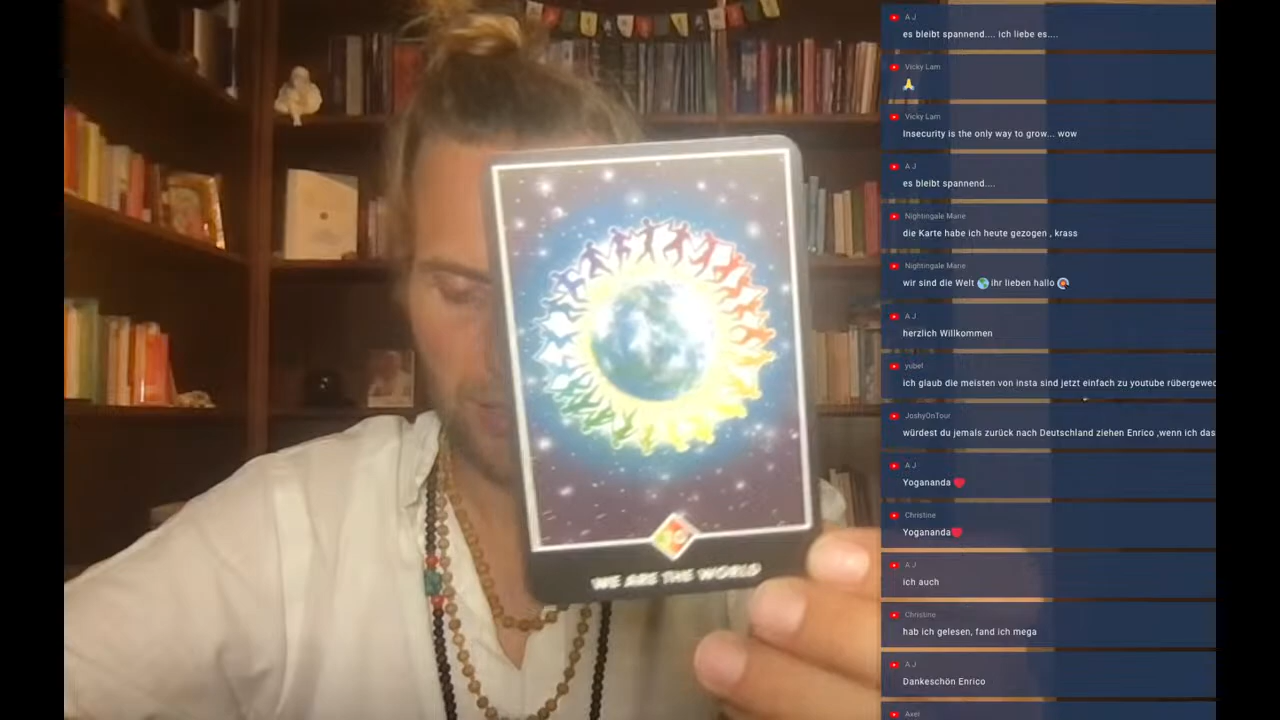 WE ARE THE WORLD
A J
es bleibt spannend.... ich liebe es....
Vicky Lam
🙏
Vicky Lam
Insecurity is the only way to grow... wow
A J
es bleibt spannend....
Nightingale Marie
die Karte habe ich heute gezogen , krass
Nightingale Marie
wir sind die Welt 🌍 ihr lieben hallo
A J
herzlich Willkommen
yubel
ich glaub die meisten von insta sind jetzt einfach zu youtube rübergewec
JoshyOnTour
würdest du jemals zurück nach Deutschland ziehen Enrico ,wenn ich das
A J
Yogananda ❤️
Christine
Yogananda❤️
A J
ich auch
Christine
hab ich gelesen, fand ich mega
A J
Dankeschön Enrico
Axel